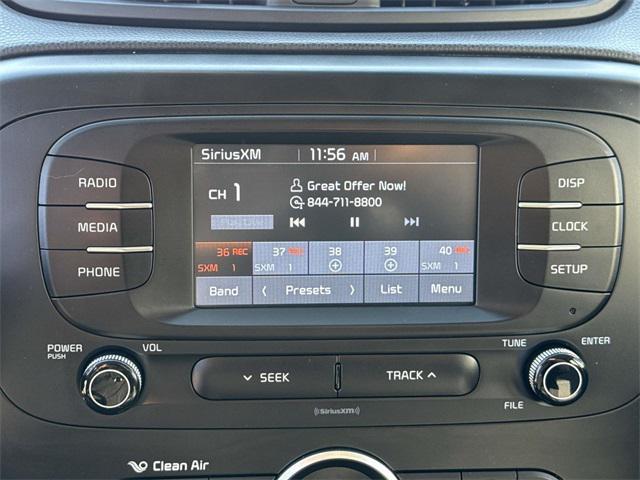 SiriusXM 11:56 AM
RADIO
MEDIA
PHONE
CH 1
Great Offer Now!
844-711-8800
36 REC 37 REC 38 39 40 REC
SXM 1 SXM 1 SXM 1
Band < Presets > List Menu
DISP
CLOCK
SETUP
POWER
PUSH
VOL
SEEK
TRACK
TUNE
ENTER
FILE
((SiriusXM))
Clean Air